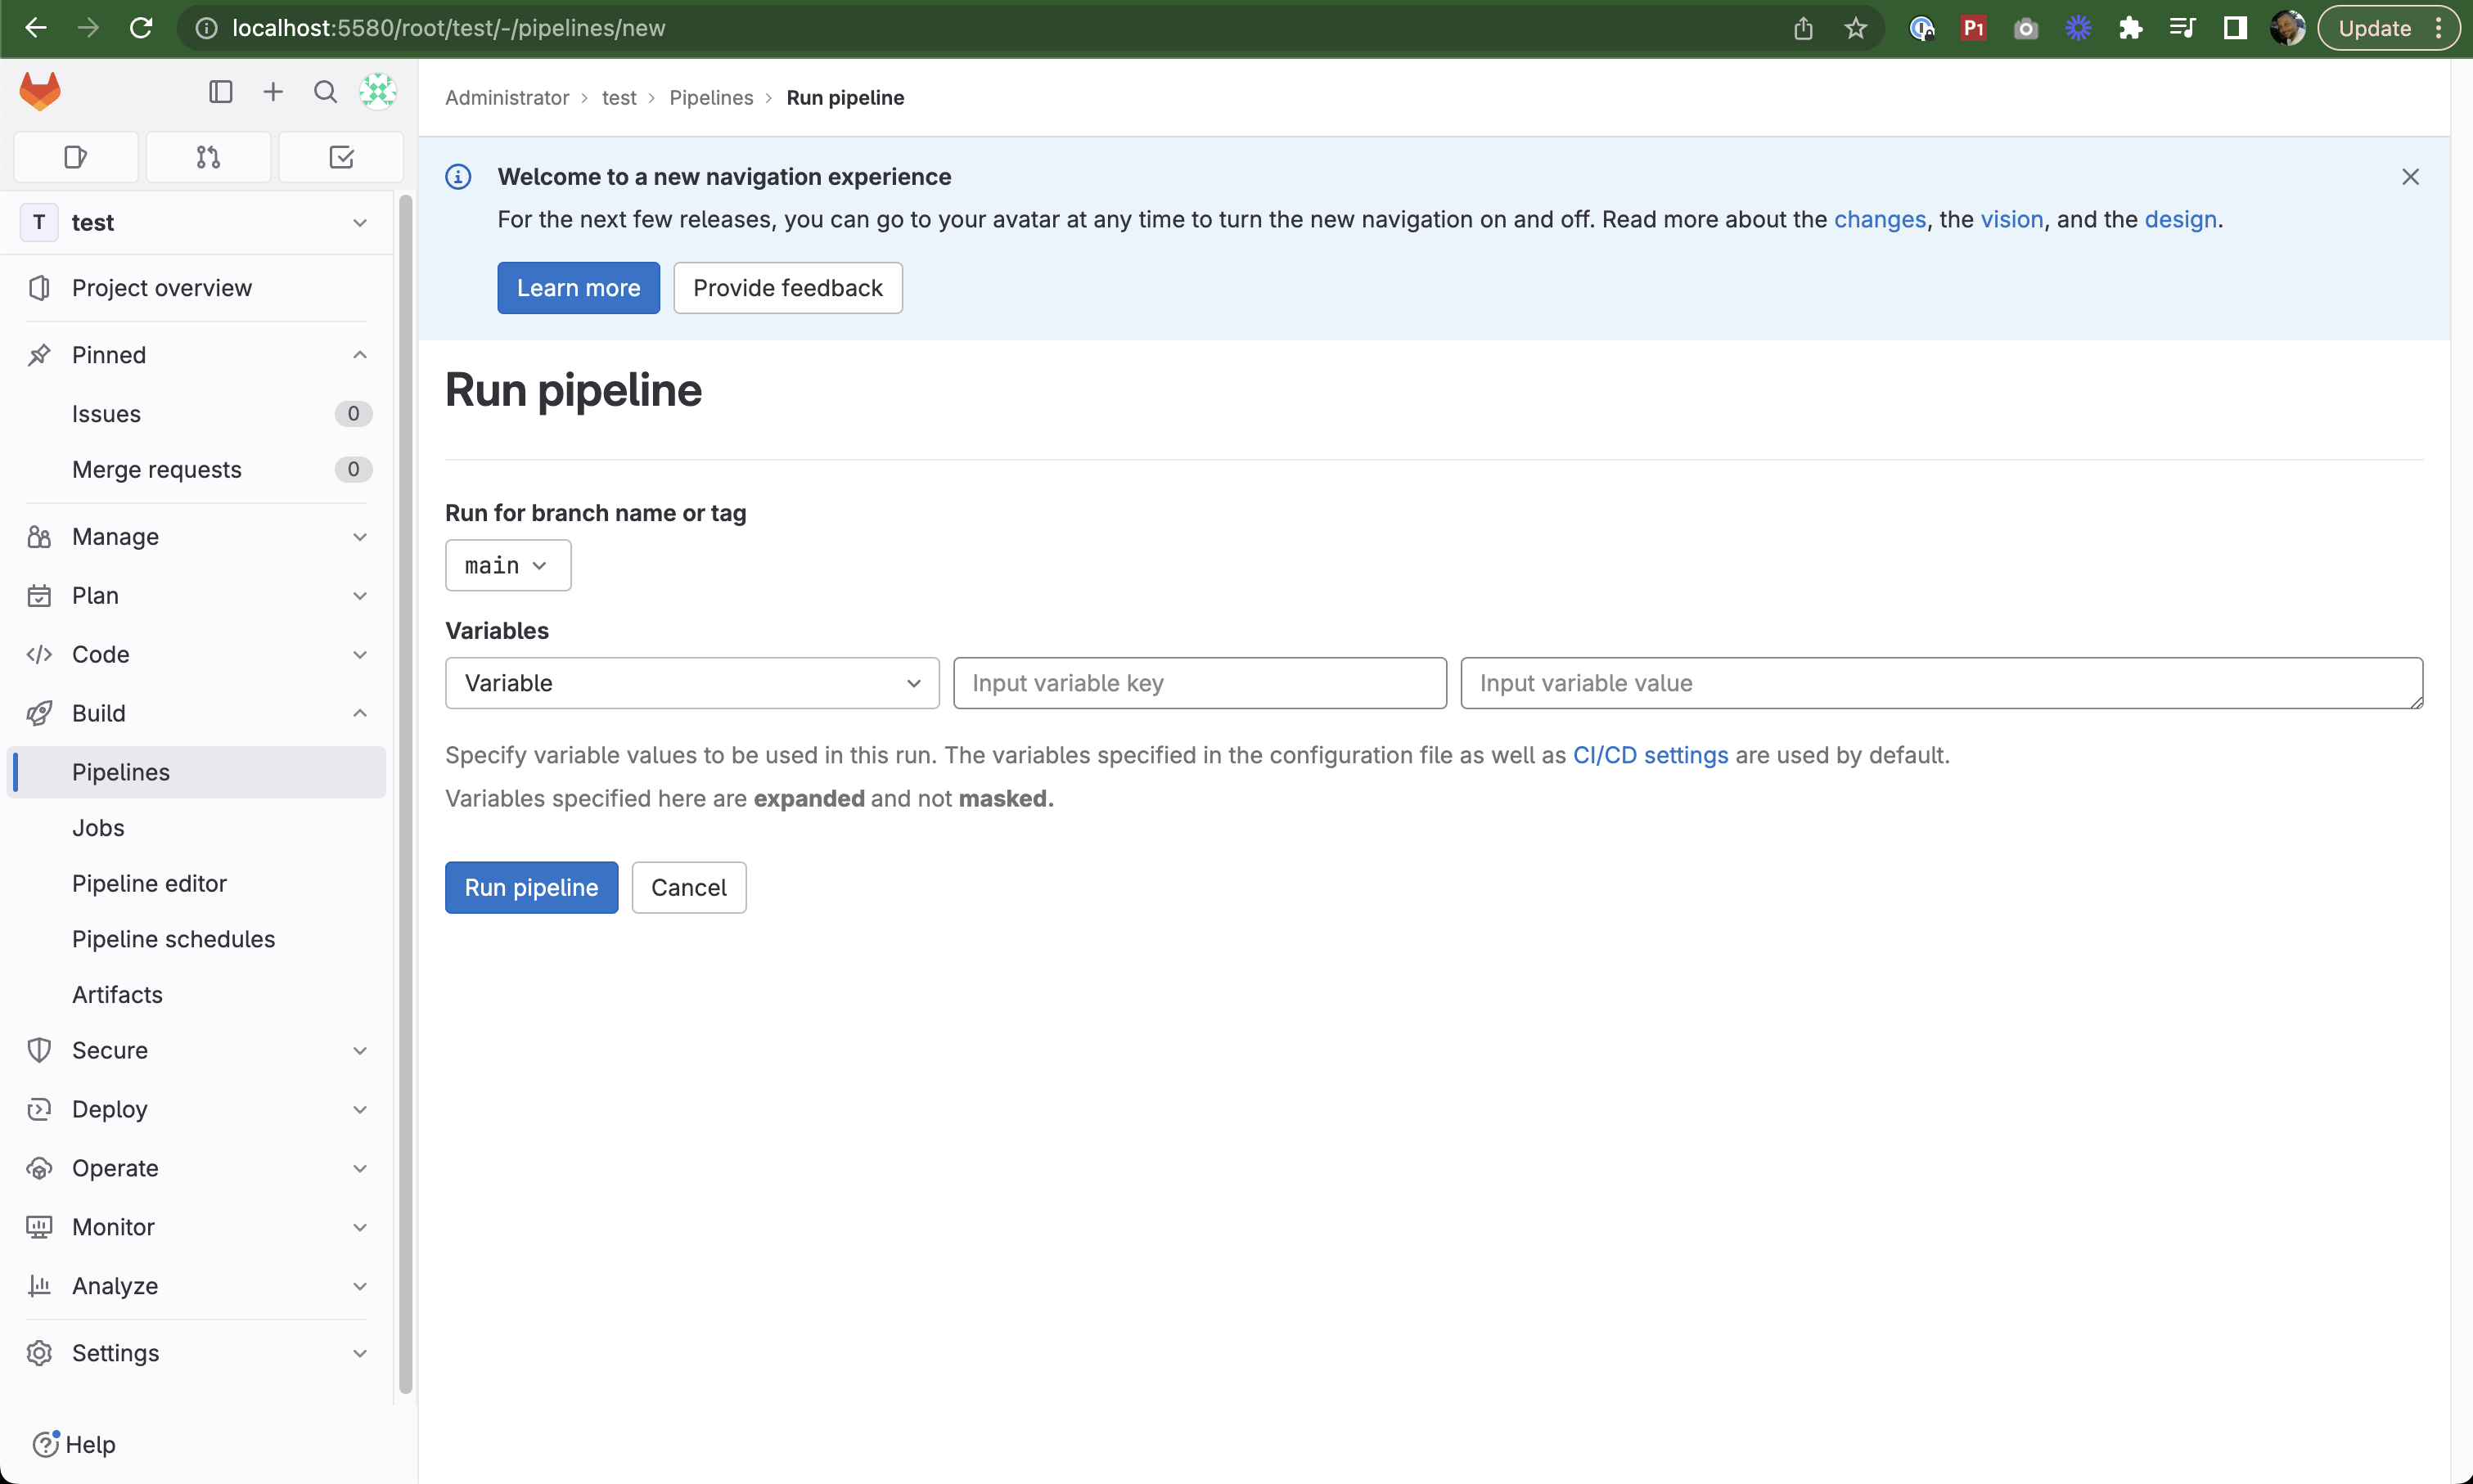 localhost:5580/root/test/-/pipelines/new
P1
Update
Administrator > test > Pipelines > Run pipeline
T test
Project overview
Pinned
Issues 0
Merge requests 0
Manage
Plan
Code
Build
Pipelines
Jobs
Pipeline editor
Pipeline schedules
Artifacts
Secure
Deploy
Operate
Monitor
Analyze
Settings
Help
Welcome to a new navigation experience
For the next few releases, you can go to your avatar at any time to turn the new navigation on and off. Read more about the changes, the vision, and the design.
Learn more Provide feedback
Run pipeline
Run for branch name or tag
main
Variables
Variable Input variable key Input variable value
Specify variable values to be used in this run. The variables specified in the configuration file as well as CI/CD settings are used by default.
Variables specified here are expanded and not masked.
Run pipeline Cancel